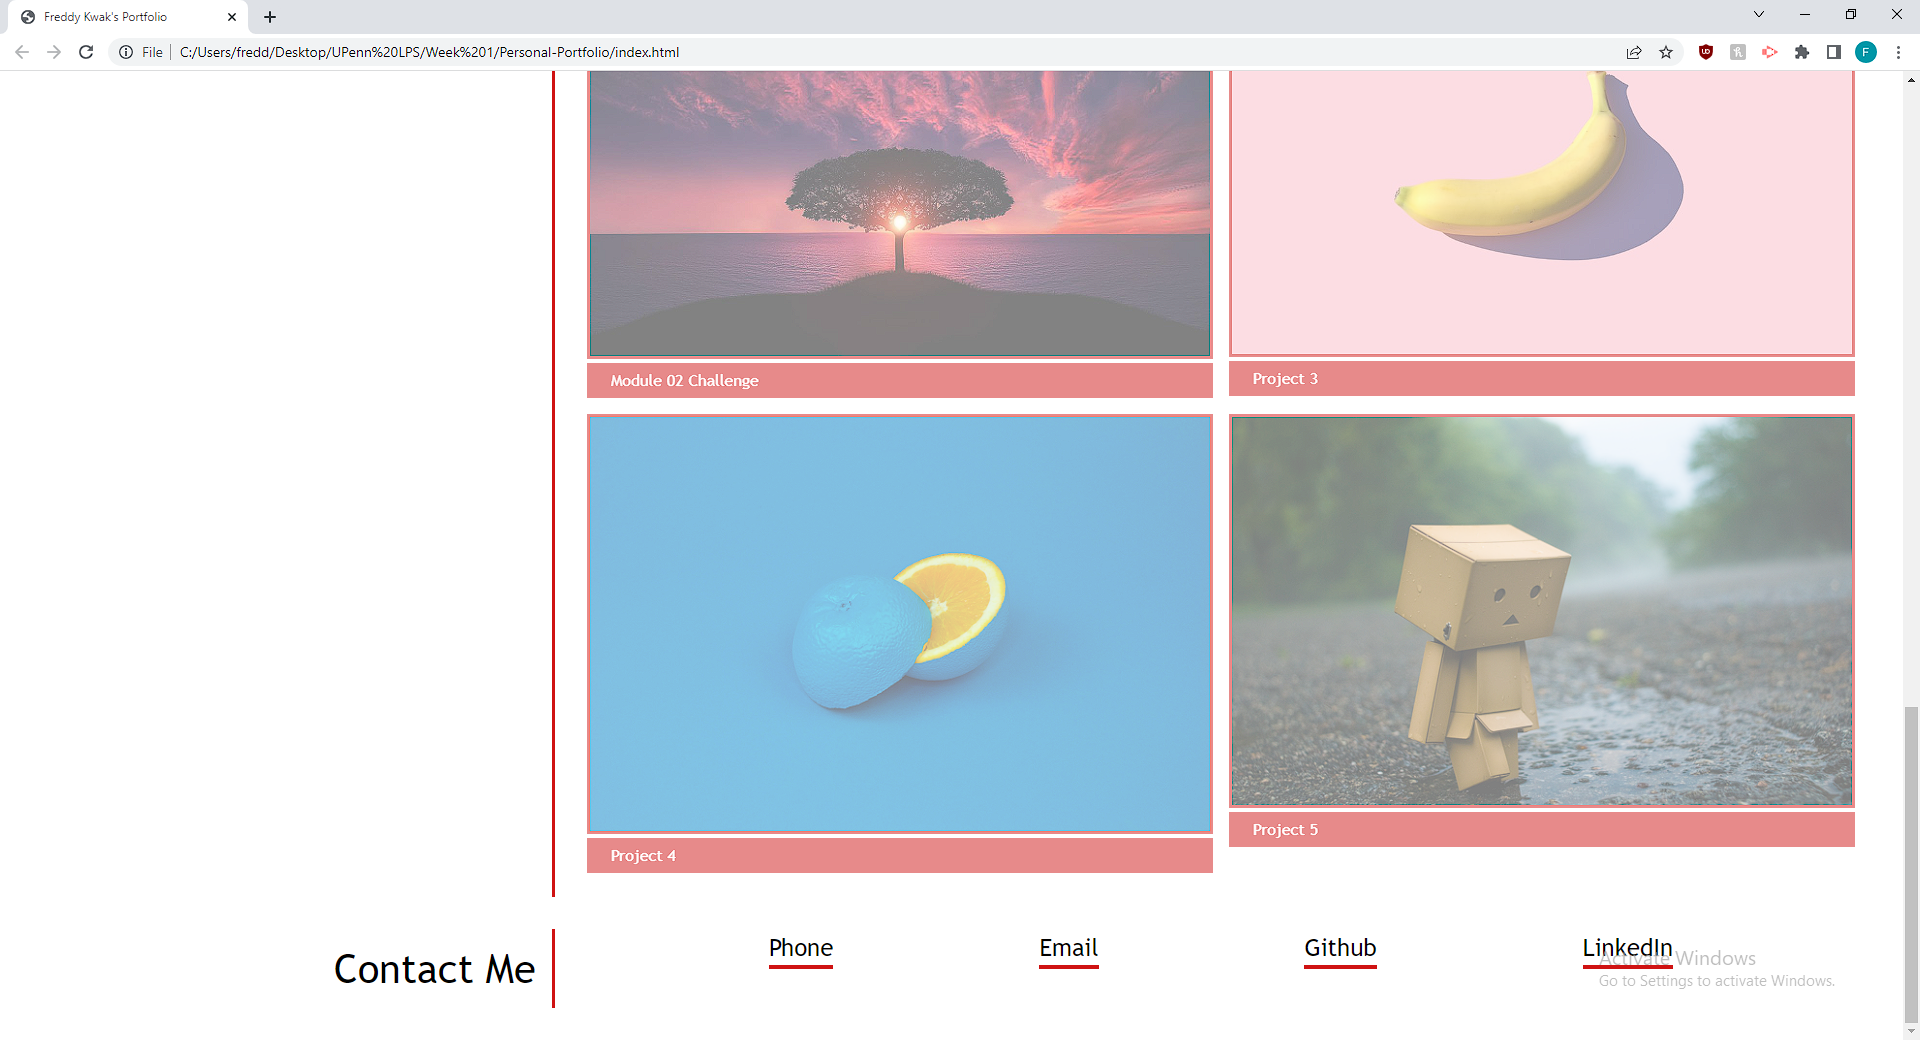 Freddy Kwak's Portfolio
File
C:/Users/fredd/Desktop/UPenn%20LPS/Week%201/Personal-Portfolio/index.html
F
Module 02 Challenge
Project 3
Project 4
Project 5
Contact Me
Phone
Email
Github
LinkedIn
Activate Windows
Go to Settings to activate Windows.